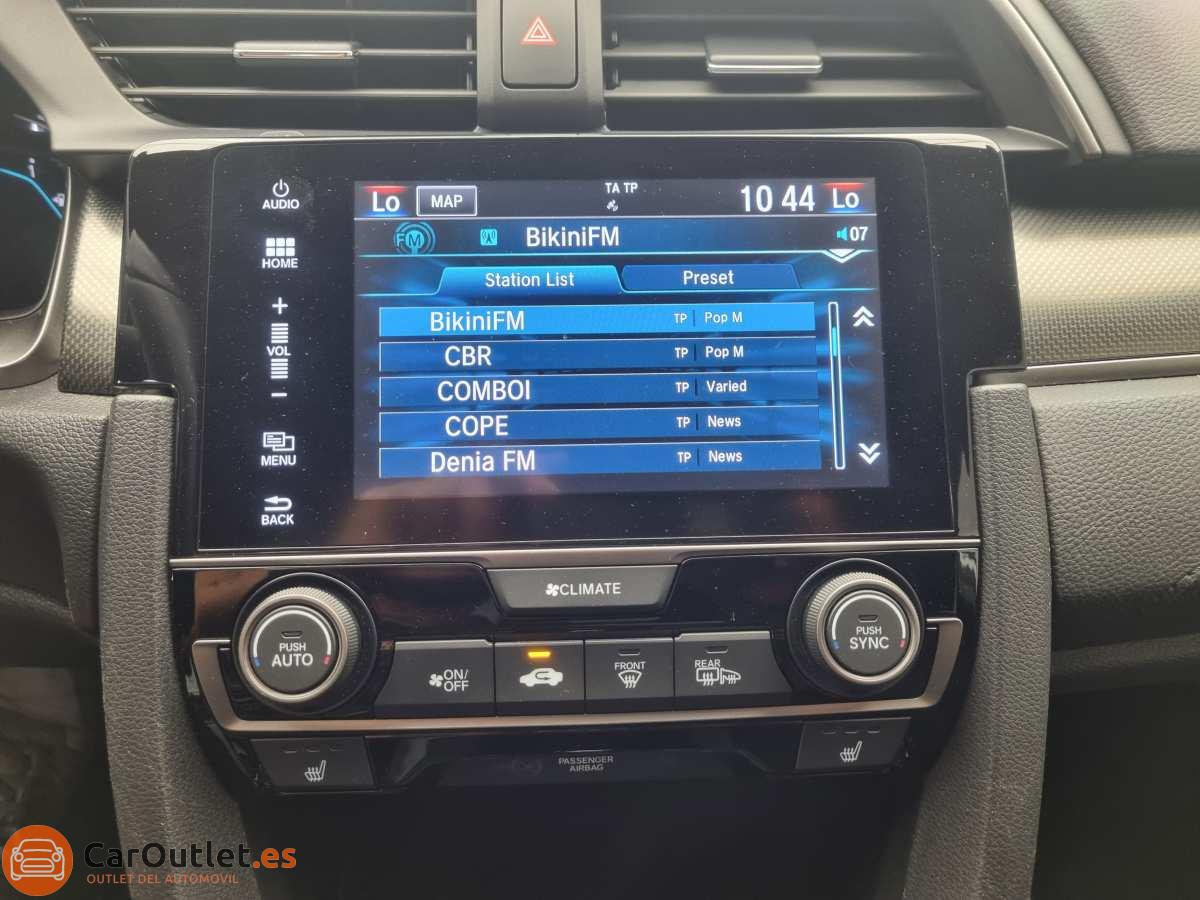 AUDIO
HOME
+
VOL
−
MENU
BACK
Lo MAP TA TP 10 44 Lo
FM BikiniFM 07
Station List Preset
BikiniFM TP Pop M
CBR TP Pop M
COMBOI TP Varied
COPE TP News
Denia FM TP News
CLIMATE
PUSH
AUTO
ON/
OFF
FRONT
REAR
PUSH
SYNC
PASSENGER
AIRBAG
CarOutlet.es
OUTLET DEL AUTOMOVIL